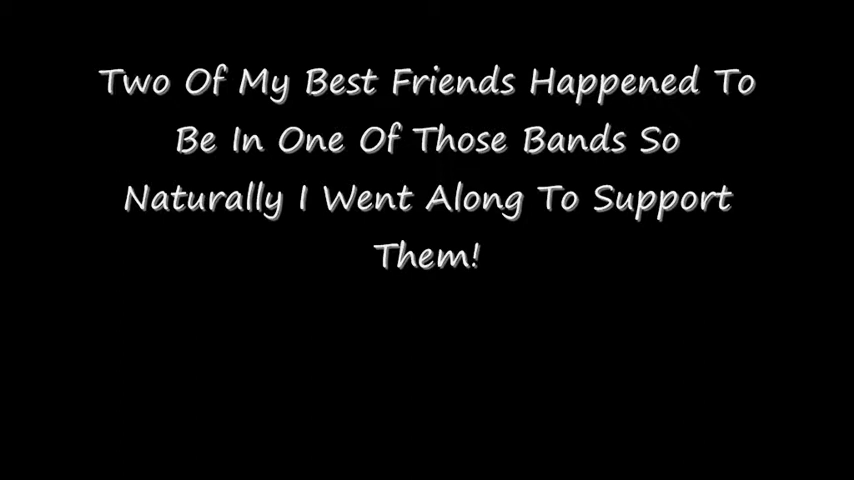 Two Of My Best Friends Happened To
Be In One Of Those Bands So
Naturally I Went Along To Support
Them!